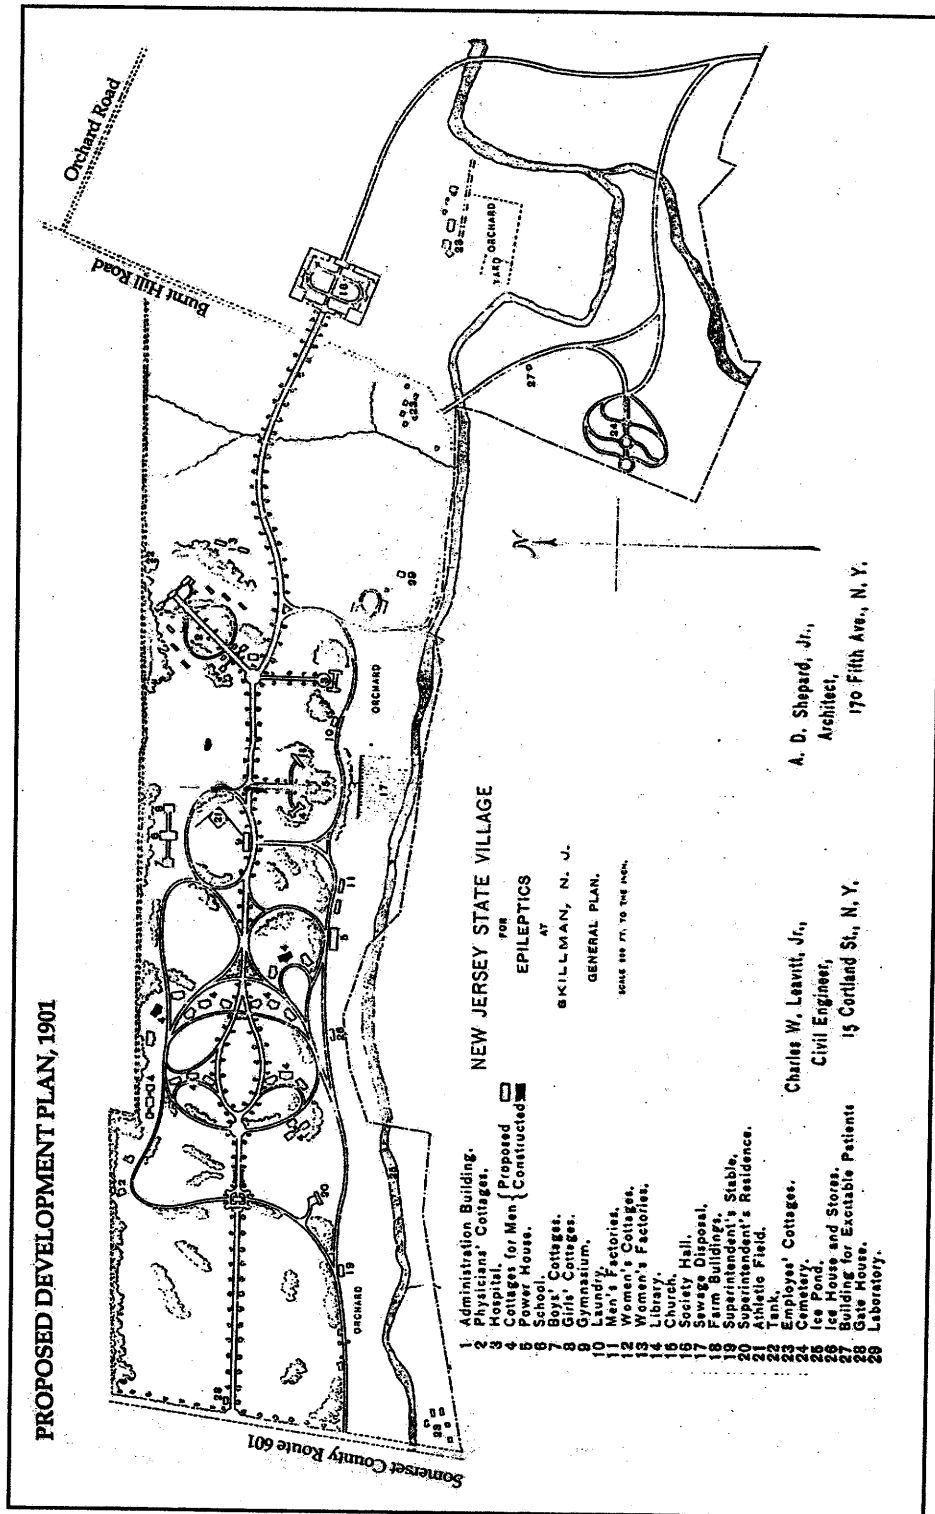 PROPOSED DEVELOPMENT PLAN, 1901
Orchard Road
Burnt Hill Road
Somerset County Route 601
YARD ORCHARD
ORCHARD
ORCHARD
N
NEW JERSEY STATE VILLAGE
FOR
EPILEPTICS
AT
SKILLMAN, N. J.
GENERAL PLAN.
1 Administration Building.
2 Physicians' Cottages.
3 Hospital.
4 Cottages for Men { Proposed
Constructed
5 Power House.
6 School.
7 Boys' Cottages.
8 Girls' Cottages.
9 Gymnasium.
10 Laundry.
11 Men's Factories.
12 Women's Cottages.
13 Women's Factories.
14 Library.
15 Church.
16 Society Hall.
17 Sewage Disposal.
18 Farm Buildings.
19 Superintendent's Stable.
20 Superintendent's Residence.
21 Athletic Field.
22 Tank.
23 Employes' Cottages.
24 Cemetery.
25 Ice Pond.
26 Ice House and Stores.
27 Building for Excitable Patients
28 Gate House.
29 Laboratory.
Charles W. Leavitt, Jr.,
Civil Engineer,
15 Cortland St., N. Y.
A. D. Shepard, Jr.,
Architect,
170 Fifth Ave., N. Y.